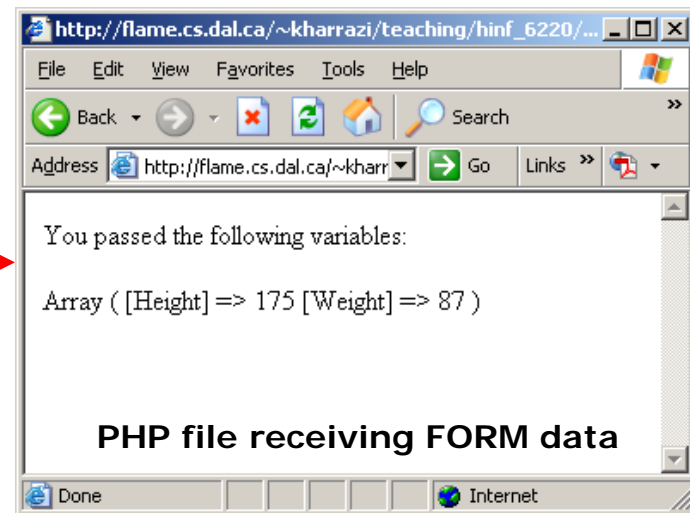 http://flame.cs.dal.ca/~kharrazi/teaching/hinf_6220/...
File Edit View Favorites Tools Help
Back Search »
Address http://flame.cs.dal.ca/~kharr Go Links »
You passed the following variables:
Array ( [Height] => 175 [Weight] => 87 )
PHP file receiving FORM data
Done Internet